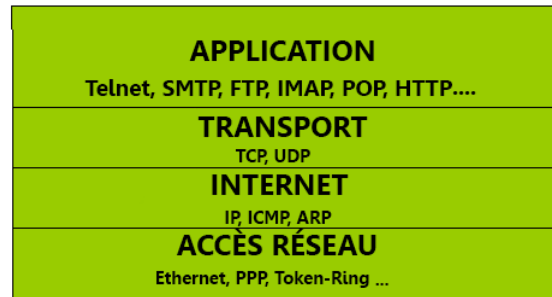 APPLICATION
Telnet, SMTP, FTP, IMAP, POP, HTTP....
TRANSPORT
TCP, UDP
INTERNET
IP, ICMP, ARP
ACCÈS RÉSEAU
Ethernet, PPP, Token-Ring ...